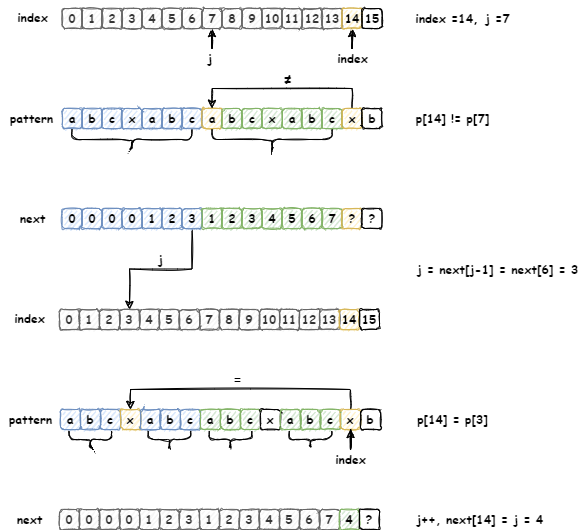 index 0 1 2 3 4 5 6 7 8 9 10 11 12 13 14 15 index =14, j =7
j index
≠
pattern a b c x a b c a b c x a b c x b p[14] != p[7]
next 0 0 0 0 1 2 3 1 2 3 4 5 6 7 ? ?
j
j = next[j-1] = next[6] = 3
index 0 1 2 3 4 5 6 7 8 9 10 11 12 13 14 15
=
pattern a b c x a b c a b c x a b c x b p[14] = p[3]
index
next 0 0 0 0 1 2 3 1 2 3 4 5 6 7 4 ? j++, next[14] = j = 4